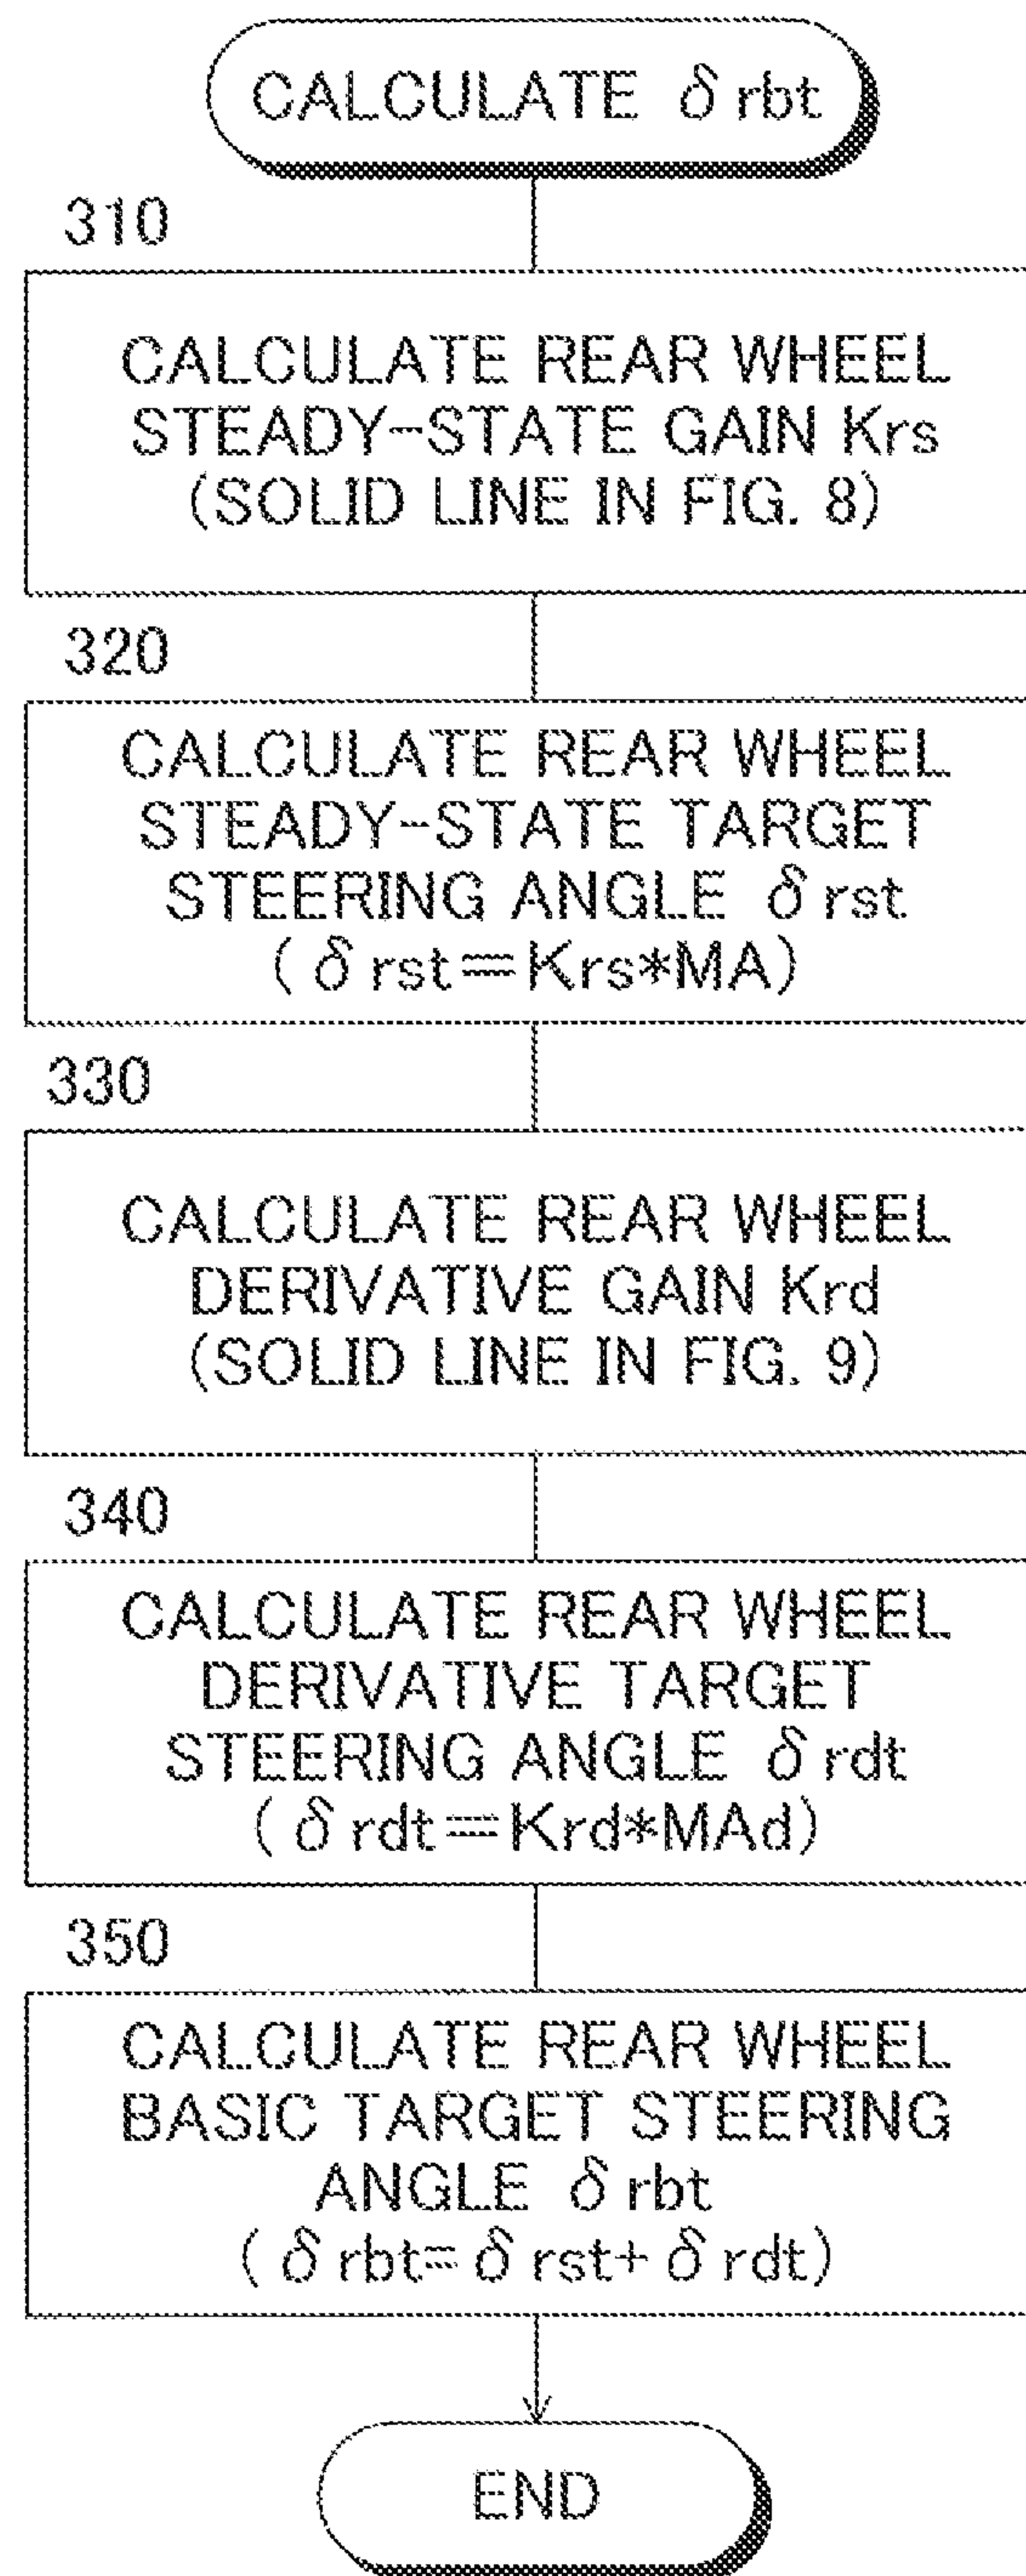 CALCULATE δrbt
310
CALCULATE REAR WHEEL
STEADY-STATE GAIN Krs
(SOLID LINE IN FIG. 8)
320
CALCULATE REAR WHEEL
STEADY-STATE TARGET
STEERING ANGLE δrst
(δrst=Krs*MA)
330
CALCULATE REAR WHEEL
DERIVATIVE GAIN Krd
(SOLID LINE IN FIG. 9)
340
CALCULATE REAR WHEEL
DERIVATIVE TARGET
STEERING ANGLE δrdt
(δrdt=Krd*MAd)
350
CALCULATE REAR WHEEL
BASIC TARGET STEERING
ANGLE δrbt
(δrbt=δrst+δrdt)
END